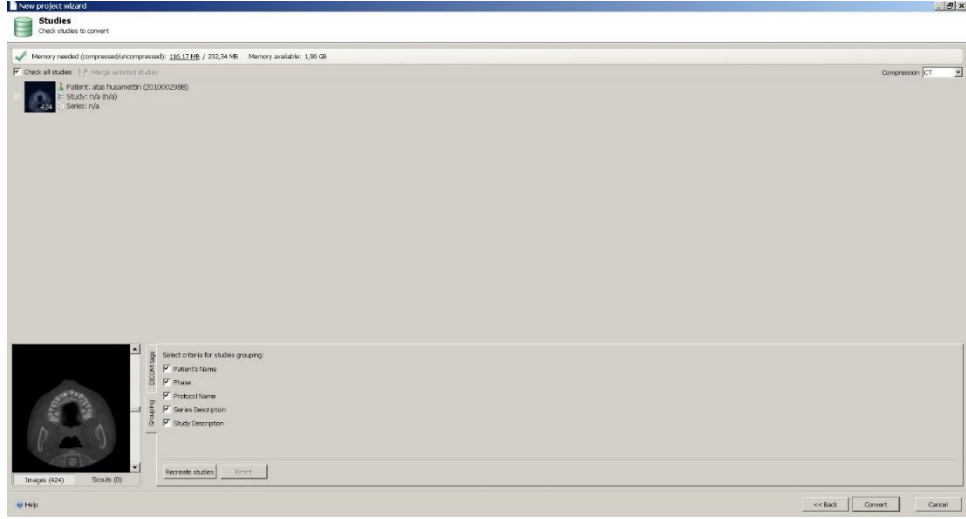 New project wizard
Studies
Check studies to convert
Memory needed (compressed/uncompressed): 116,17 MB / 232,34 MB Memory available: 1,96 GB
Check all studies Merge selected studies Compression CT
Patient: atas husamettin (2010002988)
Study: n/a (n/a)
Series: n/a
424
Select criteria for studies grouping:
Patient's Name
Phase
Protocol Name
Series Description
Study Description
DICOM tags
Grouping
Recreate studies Reset
Images (424) Scouts (0)
Help << Back Convert Cancel